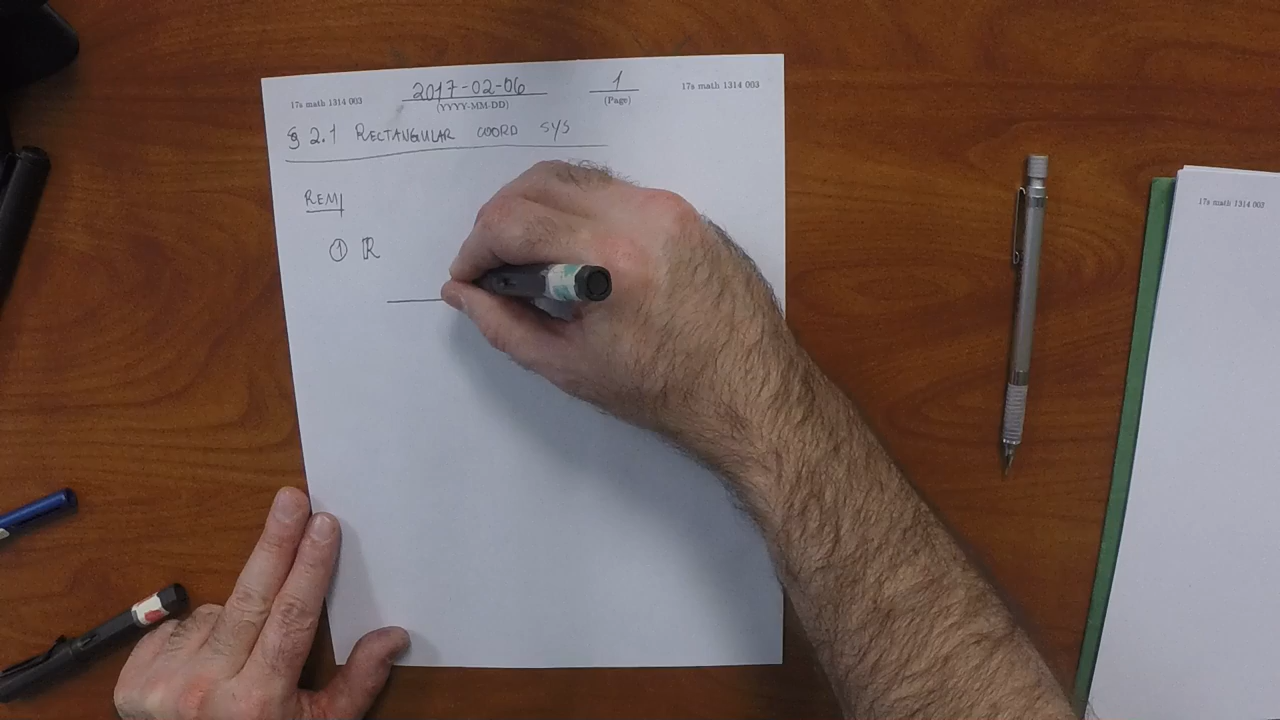 17s math 1314 003 2017-02-06 1 17s math 1314 003
(YYYY-MM-DD) (Page)
§ 2.1 RECTANGULAR COORD SYS
REM
① ℝ
17s math 1314 003